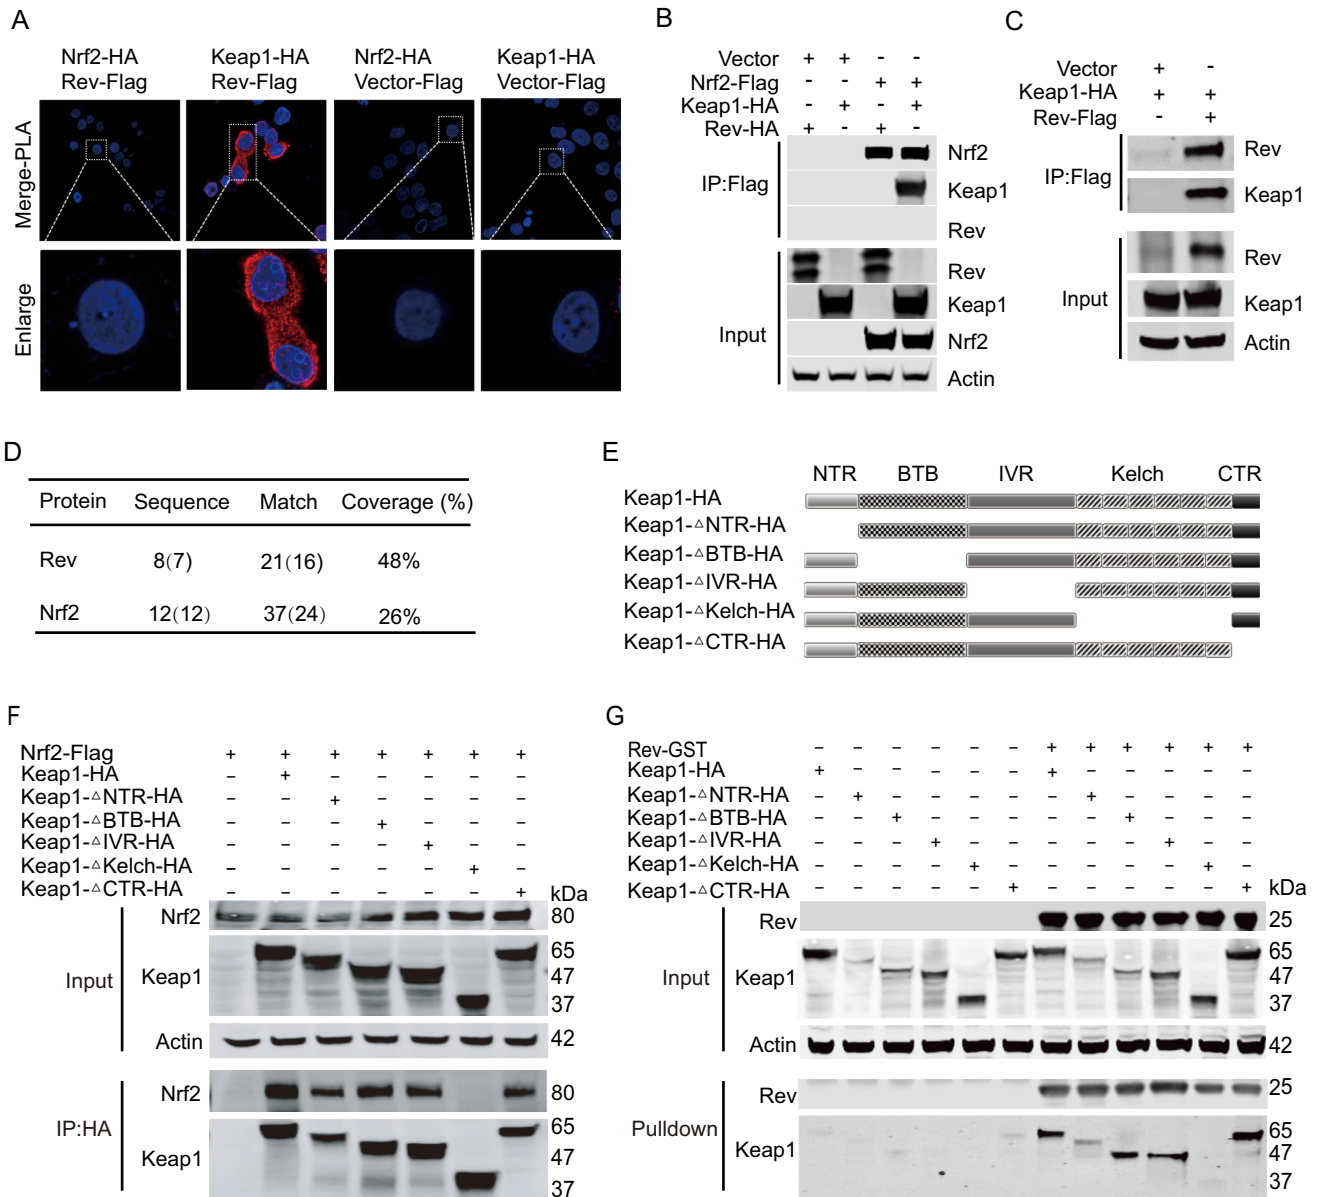 A
Nrf2-HA Keap1-HA Nrf2-HA Keap1-HA
Rev-Flag Rev-Flag Vector-Flag Vector-Flag
Merge-PLA
Enlarge
B
Vector + + - -
Nrf2-Flag - - + +
Keap1-HA - + - +
Rev-HA + - + -
IP:Flag
Nrf2
Keap1
Rev
Input
Rev
Keap1
Nrf2
Actin
C
Vector + -
Keap1-HA + +
Rev-Flag - +
IP:Flag
Rev
Keap1
Input
Rev
Keap1
Actin
D
Protein Sequence Match Coverage (%)
Rev 8(7) 21(16) 48%
Nrf2 12(12) 37(24) 26%
E
NTR BTB IVR Kelch CTR
Keap1-HA
Keap1-△NTR-HA
Keap1-△BTB-HA
Keap1-△IVR-HA
Keap1-△Kelch-HA
Keap1-△CTR-HA
F
Nrf2-Flag + + + + + + +
Keap1-HA - + - - - - -
Keap1-△NTR-HA - - + - - - -
Keap1-△BTB-HA - - - + - - -
Keap1-△IVR-HA - - - - + - -
Keap1-△Kelch-HA - - - - - + -
Keap1-△CTR-HA - - - - - - +
kDa
Input
Nrf2 80
Keap1 65
47
37
Actin 42
IP:HA
Nrf2 80
Keap1 65
47
37
G
Rev-GST - - - - - - + + + + + +
Keap1-HA + - - - - - + - - - - -
Keap1-△NTR-HA - + - - - - - + - - - -
Keap1-△BTB-HA - - + - - - - - + - - -
Keap1-△IVR-HA - - - + - - - - - + - -
Keap1-△Kelch-HA - - - - + - - - - - + -
Keap1-△CTR-HA - - - - - + - - - - - +
kDa
Input
Rev 25
Keap1 65
47
37
Actin 42
Pulldown
Rev 25
Keap1 65
47
37